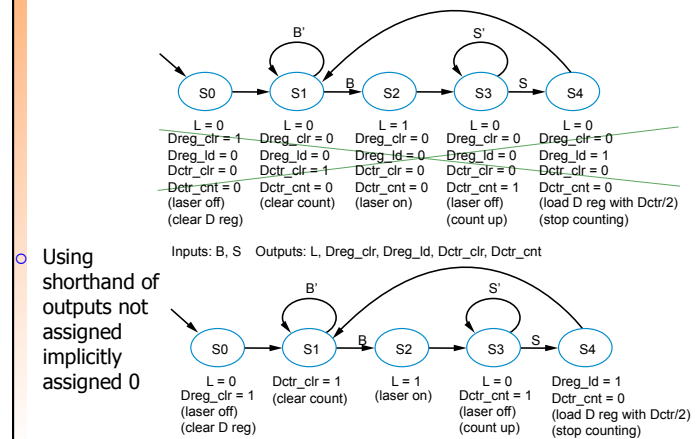 B'
S'
S0
S1
B
S2
S3
S
S4
L = 0
Dreg_clr = 1
Dreg_ld = 0
Dctr_clr = 0
Dctr_cnt = 0
(laser off)
(clear D reg)
L = 0
Dreg_clr = 0
Dreg_ld = 0
Dctr_clr = 1
Dctr_cnt = 0
(clear count)
L = 1
Dreg_clr = 0
Dreg_ld = 0
Dctr_clr = 0
Dctr_cnt = 0
(laser on)
L = 0
Dreg_clr = 0
Dreg_ld = 0
Dctr_clr = 0
Dctr_cnt = 1
(laser off)
(count up)
L = 0
Dreg_clr = 0
Dreg_ld = 1
Dctr_clr = 0
Dctr_cnt = 0
(load D reg with Dctr/2)
(stop counting)
Inputs: B, S Outputs: L, Dreg_clr, Dreg_ld, Dctr_clr, Dctr_cnt
Using
shorthand of
outputs not
assigned
implicitly
assigned 0
B'
S'
S0
S1
B
S2
S3
S
S4
L = 0
Dreg_clr = 1
(laser off)
(clear D reg)
Dctr_clr = 1
(clear count)
L = 1
(laser on)
L = 0
Dctr_cnt = 1
(laser off)
(count up)
Dreg_ld = 1
Dctr_cnt = 0
(load D reg with Dctr/2)
(stop counting)